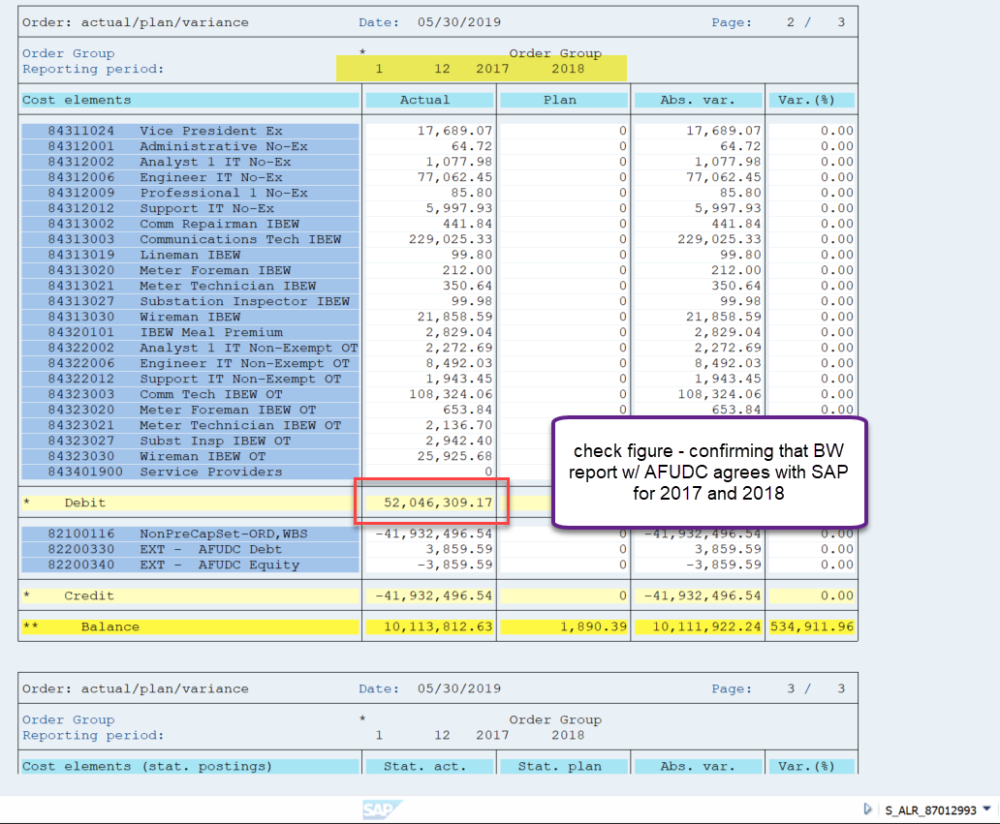 Order: actual/plan/variance Date: 05/30/2019 Page: 2 / 3
Order Group * Order Group
Reporting period: 1 12 2017 2018
Cost elements Actual Plan Abs. var. Var.(%)
84311024 Vice President Ex 17,689.07 0 17,689.07 0.00
84312001 Administrative No-Ex 64.72 0 64.72 0.00
84312002 Analyst 1 IT No-Ex 1,077.98 0 1,077.98 0.00
84312006 Engineer IT No-Ex 77,062.45 0 77,062.45 0.00
84312009 Professional 1 No-Ex 85.80 0 85.80 0.00
84312012 Support IT No-Ex 5,997.93 0 5,997.93 0.00
84313002 Comm Repairman IBEW 441.84 0 441.84 0.00
84313003 Communications Tech IBEW 229,025.33 0 229,025.33 0.00
84313019 Lineman IBEW 99.80 0 99.80 0.00
84313020 Meter Foreman IBEW 212.00 0 212.00 0.00
84313021 Meter Technician IBEW 350.64 0 350.64 0.00
84313027 Substation Inspector IBEW 99.98 0 99.98 0.00
84313030 Wireman IBEW 21,858.59 0 21,858.59 0.00
84320101 IBEW Meal Premium 2,829.04 0 2,829.04 0.00
84322002 Analyst 1 IT Non-Exempt OT 2,272.69 0 2,272.69 0.00
84322006 Engineer IT Non-Exempt OT 8,492.03 0 8,492.03 0.00
84322012 Support IT Non-Exempt OT 1,943.45 0 1,943.45 0.00
84323003 Comm Tech IBEW OT 108,324.06 0 108,324.06 0.00
84323020 Meter Foreman IBEW OT 653.84 0 653.84 0.00
84323021 Meter Technician IBEW OT 2,136.70
84323027 Subst Insp IBEW OT 2,942.40
84323030 Wireman IBEW OT 25,925.68
843401900 Service Providers 0
check figure - confirming that BW
report w/ AFUDC agrees with SAP
for 2017 and 2018
* Debit 52,046,309.17
82100116 NonPreCapSet-ORD,WBS -41,932,496.54 0 -41,932,496.54 0.00
82200330 EXT - AFUDC Debt 3,859.59 0 3,859.59 0.00
82200340 EXT - AFUDC Equity -3,859.59 0 -3,859.59 0.00
* Credit -41,932,496.54 0 -41,932,496.54 0.00
** Balance 10,113,812.63 1,890.39 10,111,922.24 534,911.96
Order: actual/plan/variance Date: 05/30/2019 Page: 3 / 3
Order Group * Order Group
Reporting period: 1 12 2017 2018
Cost elements (stat. postings) Stat. act. Stat. plan Abs. var. Var.(%)
SAP S_ALR_87012993